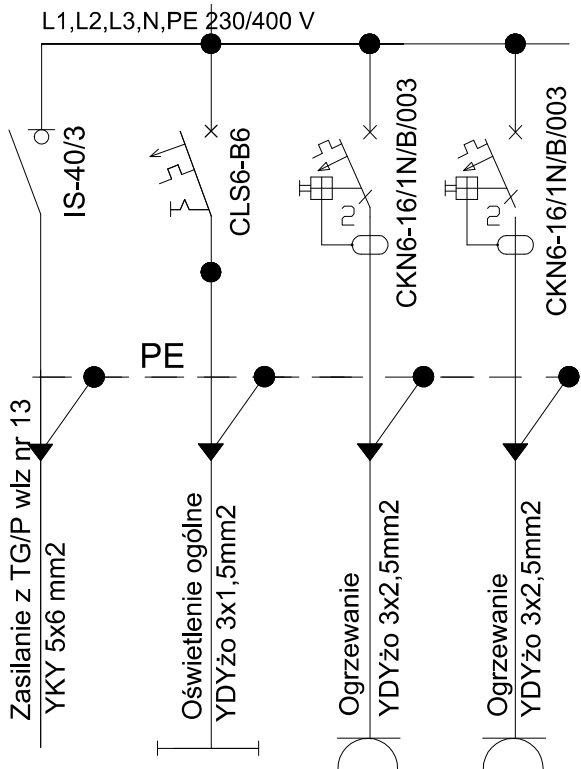 L1,L2,L3,N,PE 230/400 V
IS-40/3
CLS6-B6
CKN6-16/1N/B/003
CKN6-16/1N/B/003
PE
Zasilanie z TG/P wlz nr 13
YKY 5x6 mm2
Oświetlenie ogólne
YDYżo 3x1,5mm2
Ogrzewanie
YDYżo 3x2,5mm2
Ogrzewanie
YDYżo 3x2,5mm2